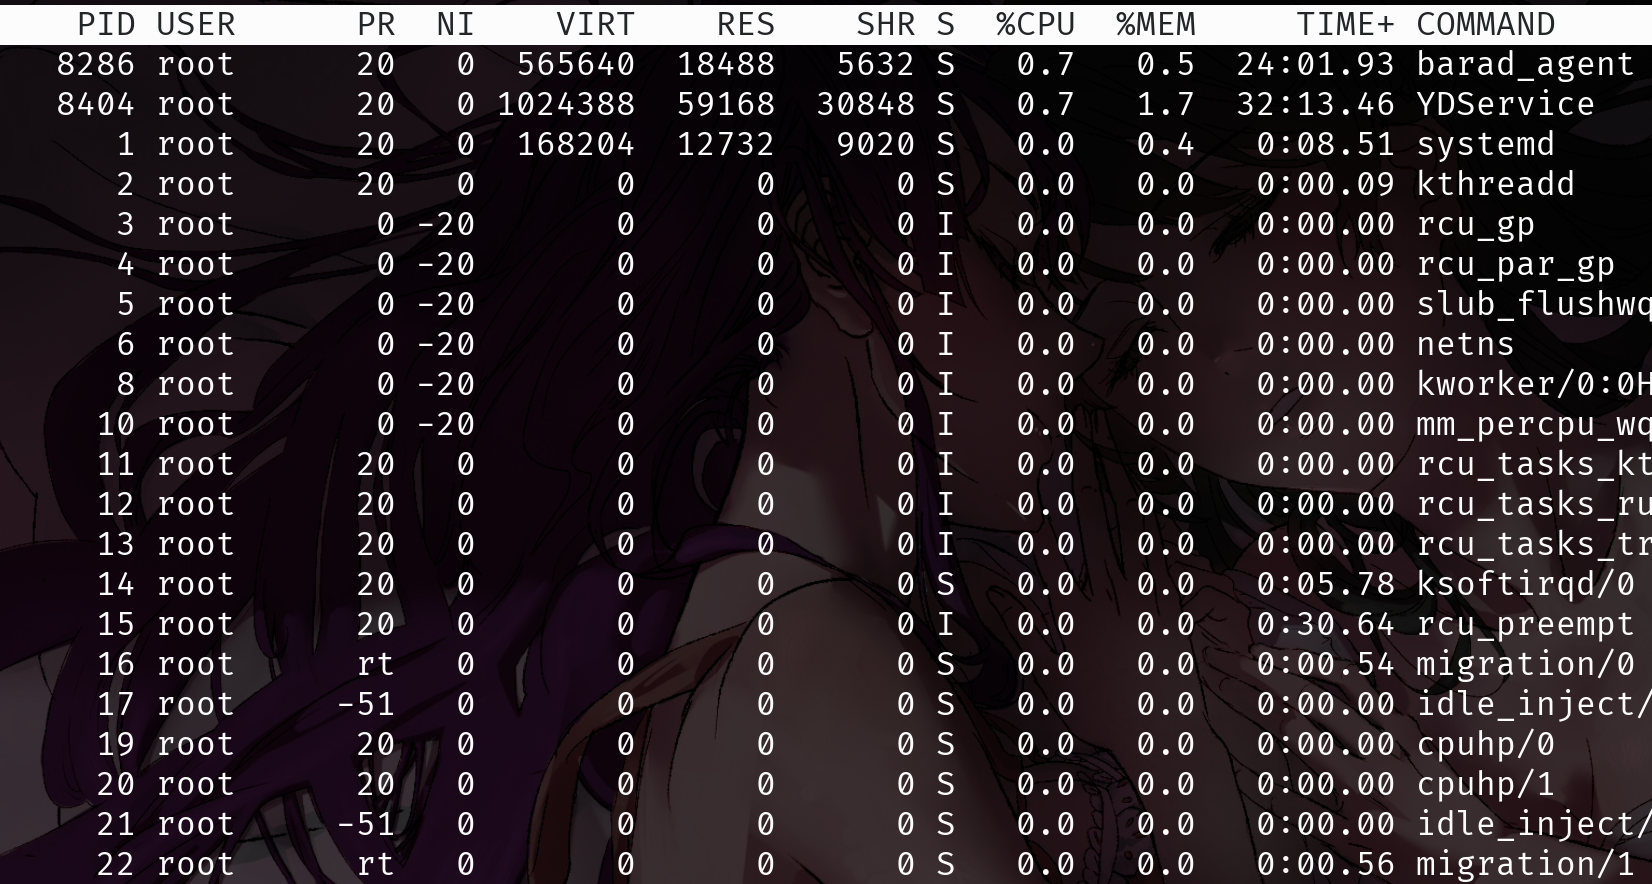 PID USER PR NI VIRT RES SHR S %CPU %MEM TIME+ COMMAND
8286 root 20 0 565640 18488 5632 S 0.7 0.5 24:01.93 barad_agent
8404 root 20 0 1024388 59168 30848 S 0.7 1.7 32:13.46 YDService
1 root 20 0 168204 12732 9020 S 0.0 0.4 0:08.51 systemd
2 root 20 0 0 0 0 S 0.0 0.0 0:00.09 kthreadd
3 root 0 -20 0 0 0 I 0.0 0.0 0:00.00 rcu_gp
4 root 0 -20 0 0 0 I 0.0 0.0 0:00.00 rcu_par_gp
5 root 0 -20 0 0 0 I 0.0 0.0 0:00.00 slub_flushwq
6 root 0 -20 0 0 0 I 0.0 0.0 0:00.00 netns
8 root 0 -20 0 0 0 I 0.0 0.0 0:00.00 kworker/0:0H
10 root 0 -20 0 0 0 I 0.0 0.0 0:00.00 mm_percpu_wq
11 root 20 0 0 0 0 I 0.0 0.0 0:00.00 rcu_tasks_kt
12 root 20 0 0 0 0 I 0.0 0.0 0:00.00 rcu_tasks_ru
13 root 20 0 0 0 0 I 0.0 0.0 0:00.00 rcu_tasks_tr
14 root 20 0 0 0 0 S 0.0 0.0 0:05.78 ksoftirqd/0
15 root 20 0 0 0 0 I 0.0 0.0 0:30.64 rcu_preempt
16 root rt 0 0 0 0 S 0.0 0.0 0:00.54 migration/0
17 root -51 0 0 0 0 S 0.0 0.0 0:00.00 idle_inject/
19 root 20 0 0 0 0 S 0.0 0.0 0:00.00 cpuhp/0
20 root 20 0 0 0 0 S 0.0 0.0 0:00.00 cpuhp/1
21 root -51 0 0 0 0 S 0.0 0.0 0:00.00 idle_inject/
22 root rt 0 0 0 0 S 0.0 0.0 0:00.56 migration/1